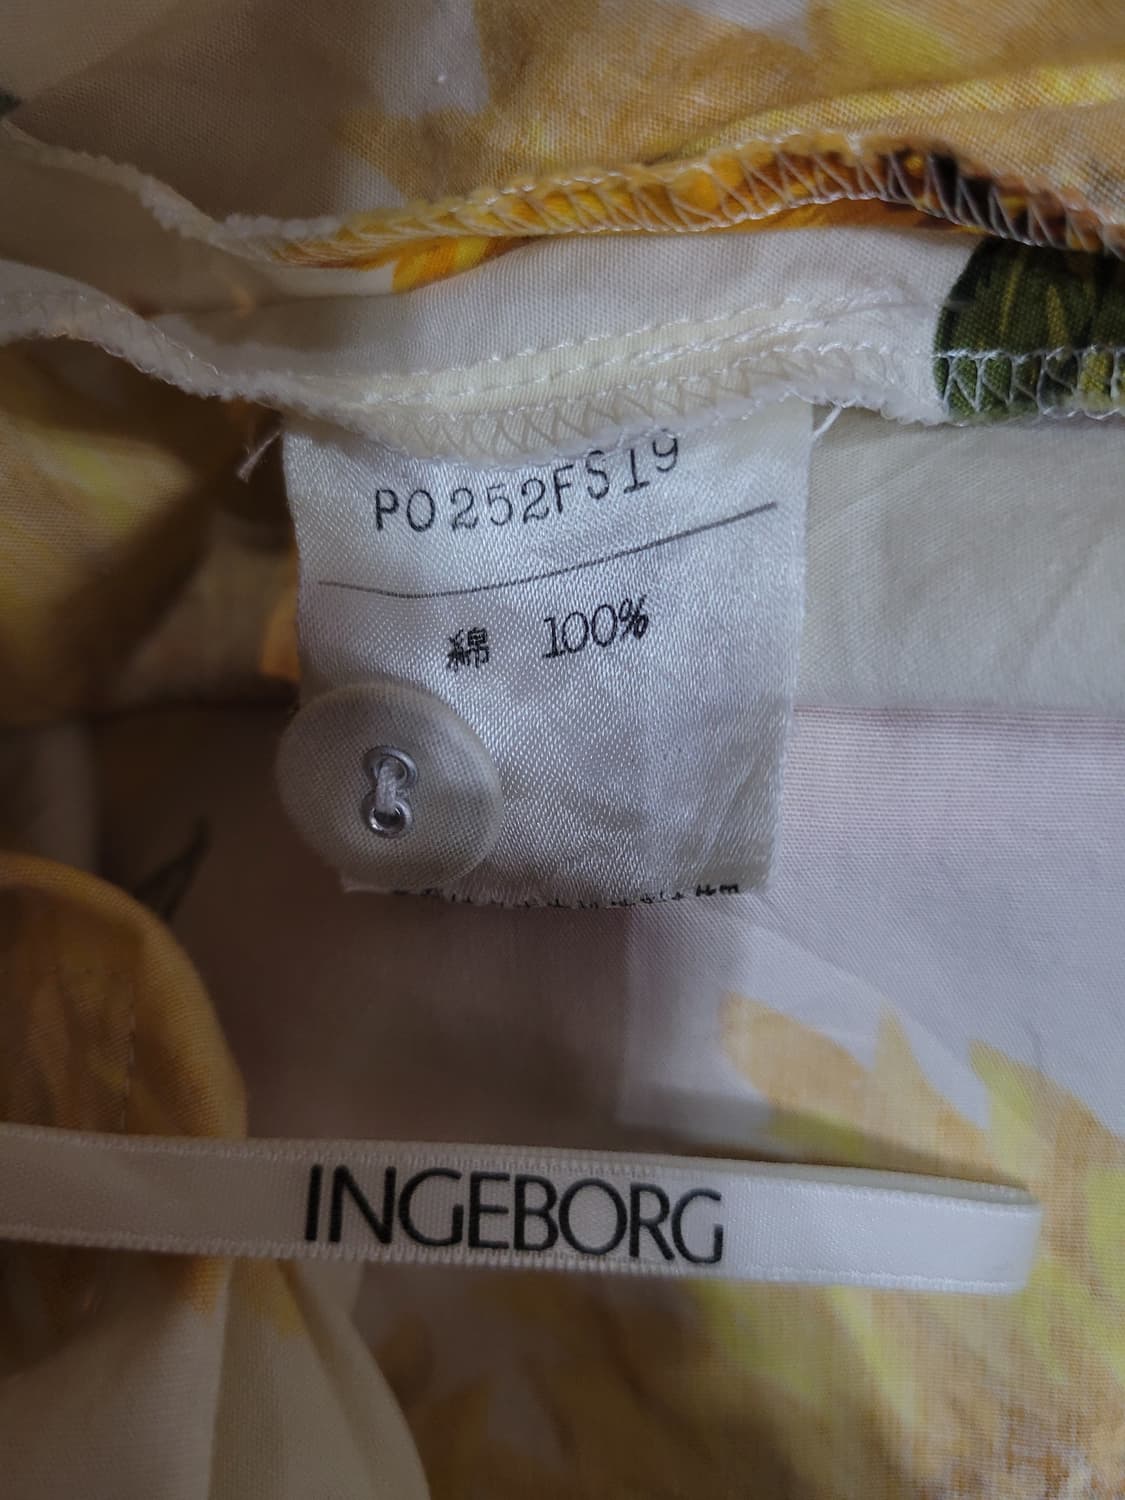 PO252FS19
綿 100%
INGEBORG